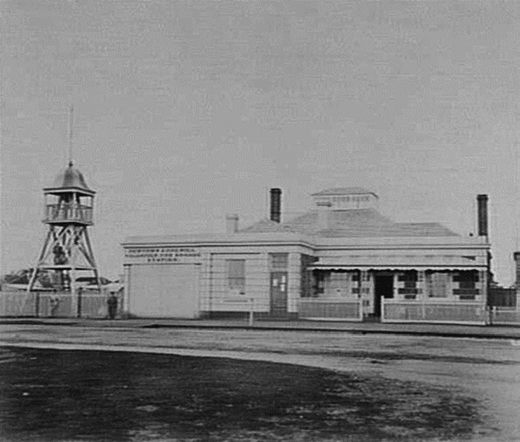 NEWTOWN & CHILWELL
VOLUNTEER FIRE BRIGADE
STATION